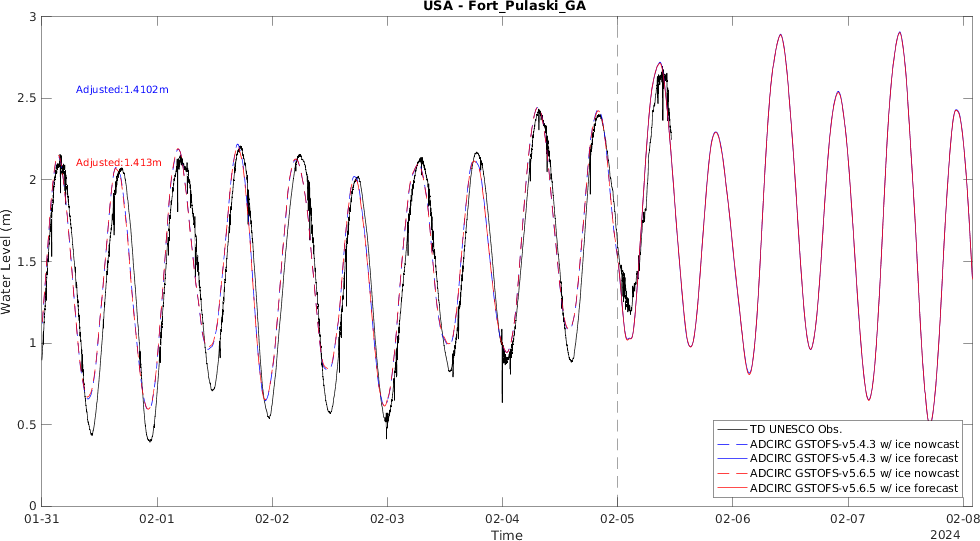 USA - Fort_Pulaski_GA
Water Level (m)
3
2.5
2
1.5
1
0.5
0
Adjusted:1.4102m
Adjusted:1.413m
TD UNESCO Obs.
ADCIRC GSTOFS-v5.4.3 w/ ice nowcast
ADCIRC GSTOFS-v5.4.3 w/ ice forecast
ADCIRC GSTOFS-v5.6.5 w/ ice nowcast
ADCIRC GSTOFS-v5.6.5 w/ ice forecast
01-31 02-01 02-02 02-03 02-04 02-05 02-06 02-07 02-08
Time
2024